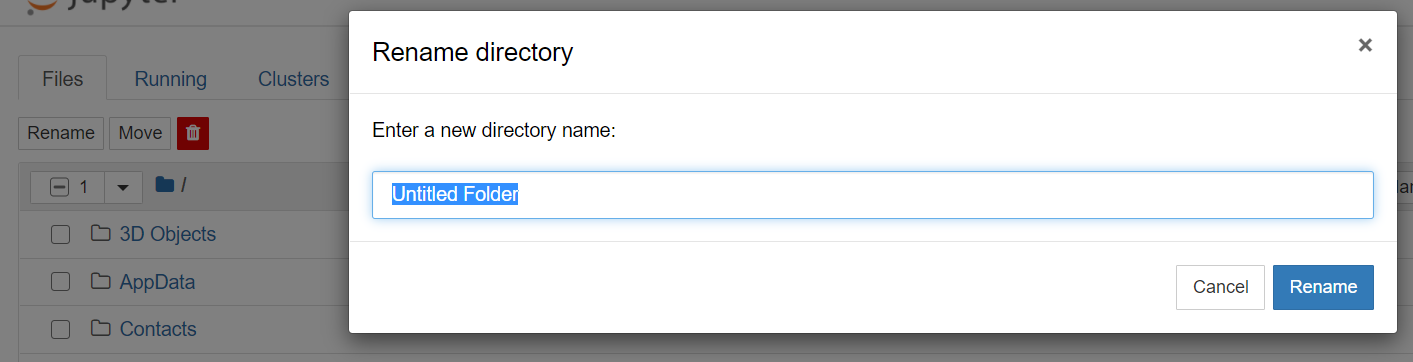 Jupyter
Rename directory
×
Files
Running
Clusters
Enter a new directory name:
Rename
Move
1
/
Untitled Folder
3D Objects
AppData
Cancel
Rename
Contacts